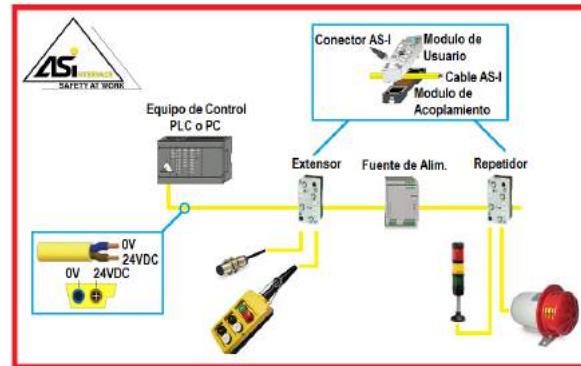 ASi
INTERFACE
SAFETY AT WORK
Conector AS-I
Modulo de
Usuario
Cable AS-I
Modulo de
Acoplamiento
Equipo de Control
PLC o PC
Extensor
Fuente de Alim.
Repetidor
0V
24VDC
0V 24VDC